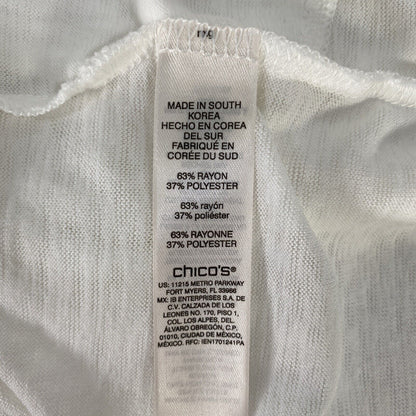 MADE IN SOUTH
KOREA
HECHO EN COREA
DEL SUR
FABRIQUÉ EN
CORÉE DU SUD
63% RAYON
37% POLYESTER
63% rayón
37% poliéster
63% RAYONNE
37% POLYESTER
chico's®
US: 11215 METRO PARKWAY
FORT MYERS, FL 33966
MX: IB ENTERPRISES S.A. DE
C.V. CALZADA DE LOS
LEONES NO. 170, PISO 1,
COL. LOS ALPES, DEL.
ÁLVARO OBREGÓN, C.P.
01010, CIUDAD DE MÉXICO,
MÉXICO. RFC: IEN1701241PA